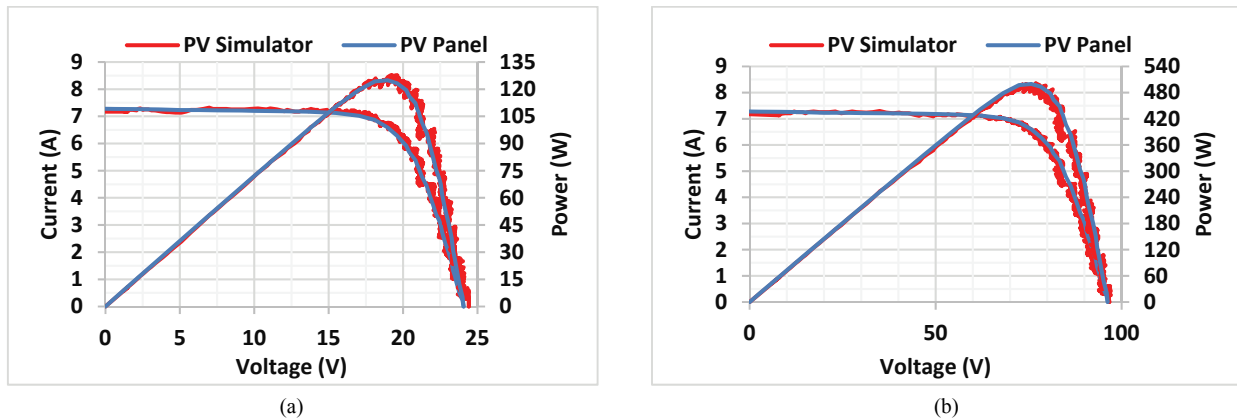 PV Simulator PV Panel
9 135
8 120
7 105
6 90
5 75
4 60
3 45
2 30
1 15
0 0
0 5 10 15 20 25
Current (A)
Power (W)
Voltage (V)
(a)
PV Simulator PV Panel
9 540
8 480
7 420
6 360
5 300
4 240
3 180
2 120
1 60
0 0
0 50 100
Current (A)
Power (W)
Voltage (V)
(b)